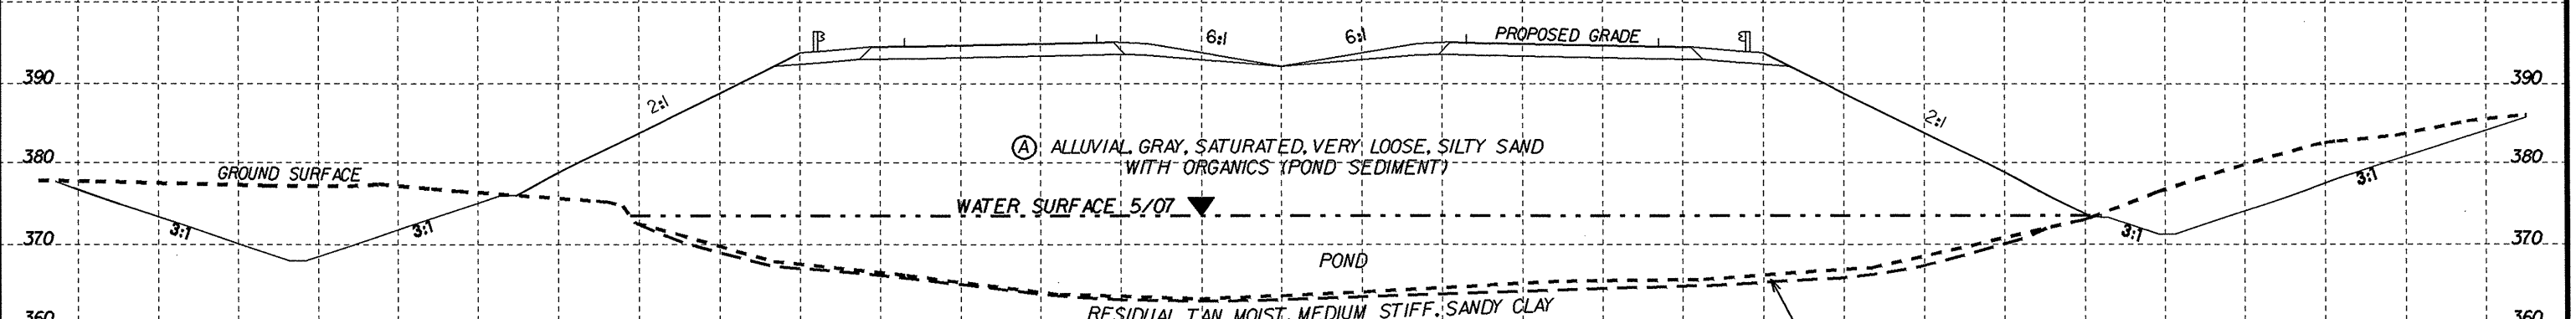 6:1 6:1 PROPOSED GRADE
390 390
2:1 2:1
A ALLUVIAL, GRAY, SATURATED, VERY LOOSE, SILTY SAND
WITH ORGANICS (POND SEDIMENT)
380 380
GROUND SURFACE
3:1
WATER SURFACE 5/07
3:1 3:1 3:1
370 370
POND
RESIDUAL TAN, MOIST, MEDIUM STIFF, SANDY CLAY
360 360